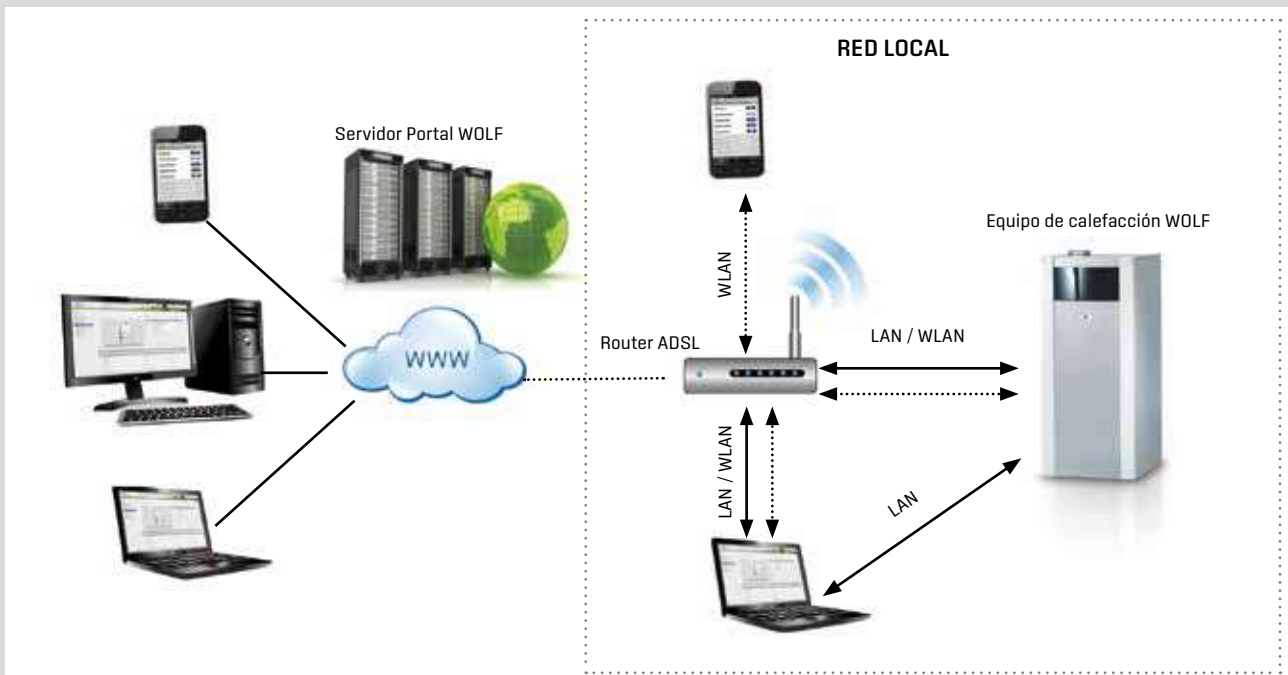 RED LOCAL
Servidor Portal WOLF
Equipo de calefacción WOLF
WLAN
WWW
Router ADSL
LAN / WLAN
LAN / WLAN
LAN